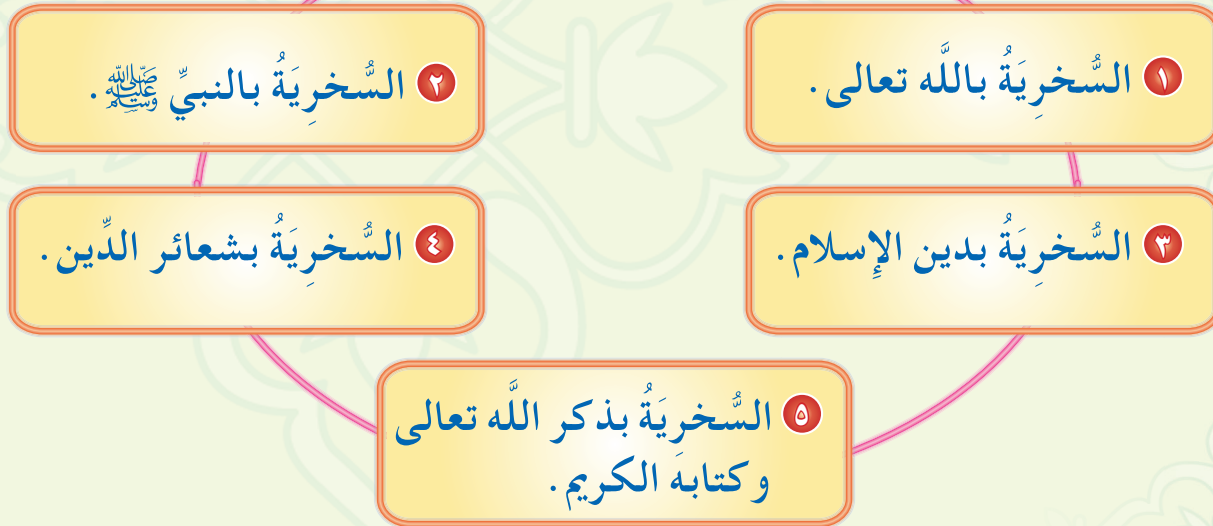 ١ السُّخرِيَةُ باللَّه تعالى.
٢ السُّخرِيَةُ بالنبيِّ ﷺ.
٣ السُّخرِيَةُ بدين الإِسلام.
٤ السُّخرِيَةُ بشعائر الدِّين.
٥ السُّخرِيَةُ بذكر اللَّه تعالى
وكتابه الكريم.